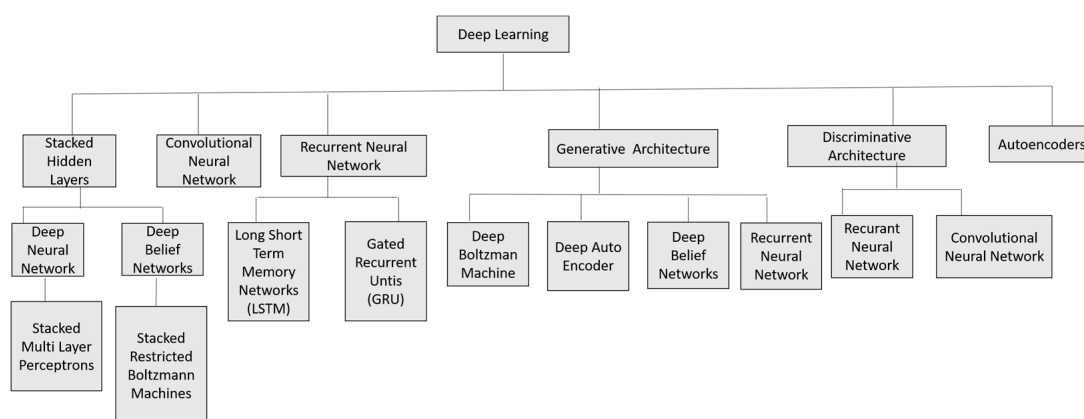 Deep Learning
Stacked
Hidden
Layers
Convolutional
Neural
Network
Recurrent Neural
Network
Generative Architecture
Discriminative
Architecture
Autoencoders
Deep
Neural
Network
Deep
Belief
Networks
Long Short
Term
Memory
Networks
(LSTM)
Gated
Recurrent
Untis
(GRU)
Deep
Boltzman
Machine
Deep Auto
Encoder
Deep
Belief
Networks
Recurrent
Neural
Network
Recurant
Neural
Network
Convolutional
Neural Network
Stacked
Multi Layer
Perceptrons
Stacked
Restricted
Boltzmann
Machines